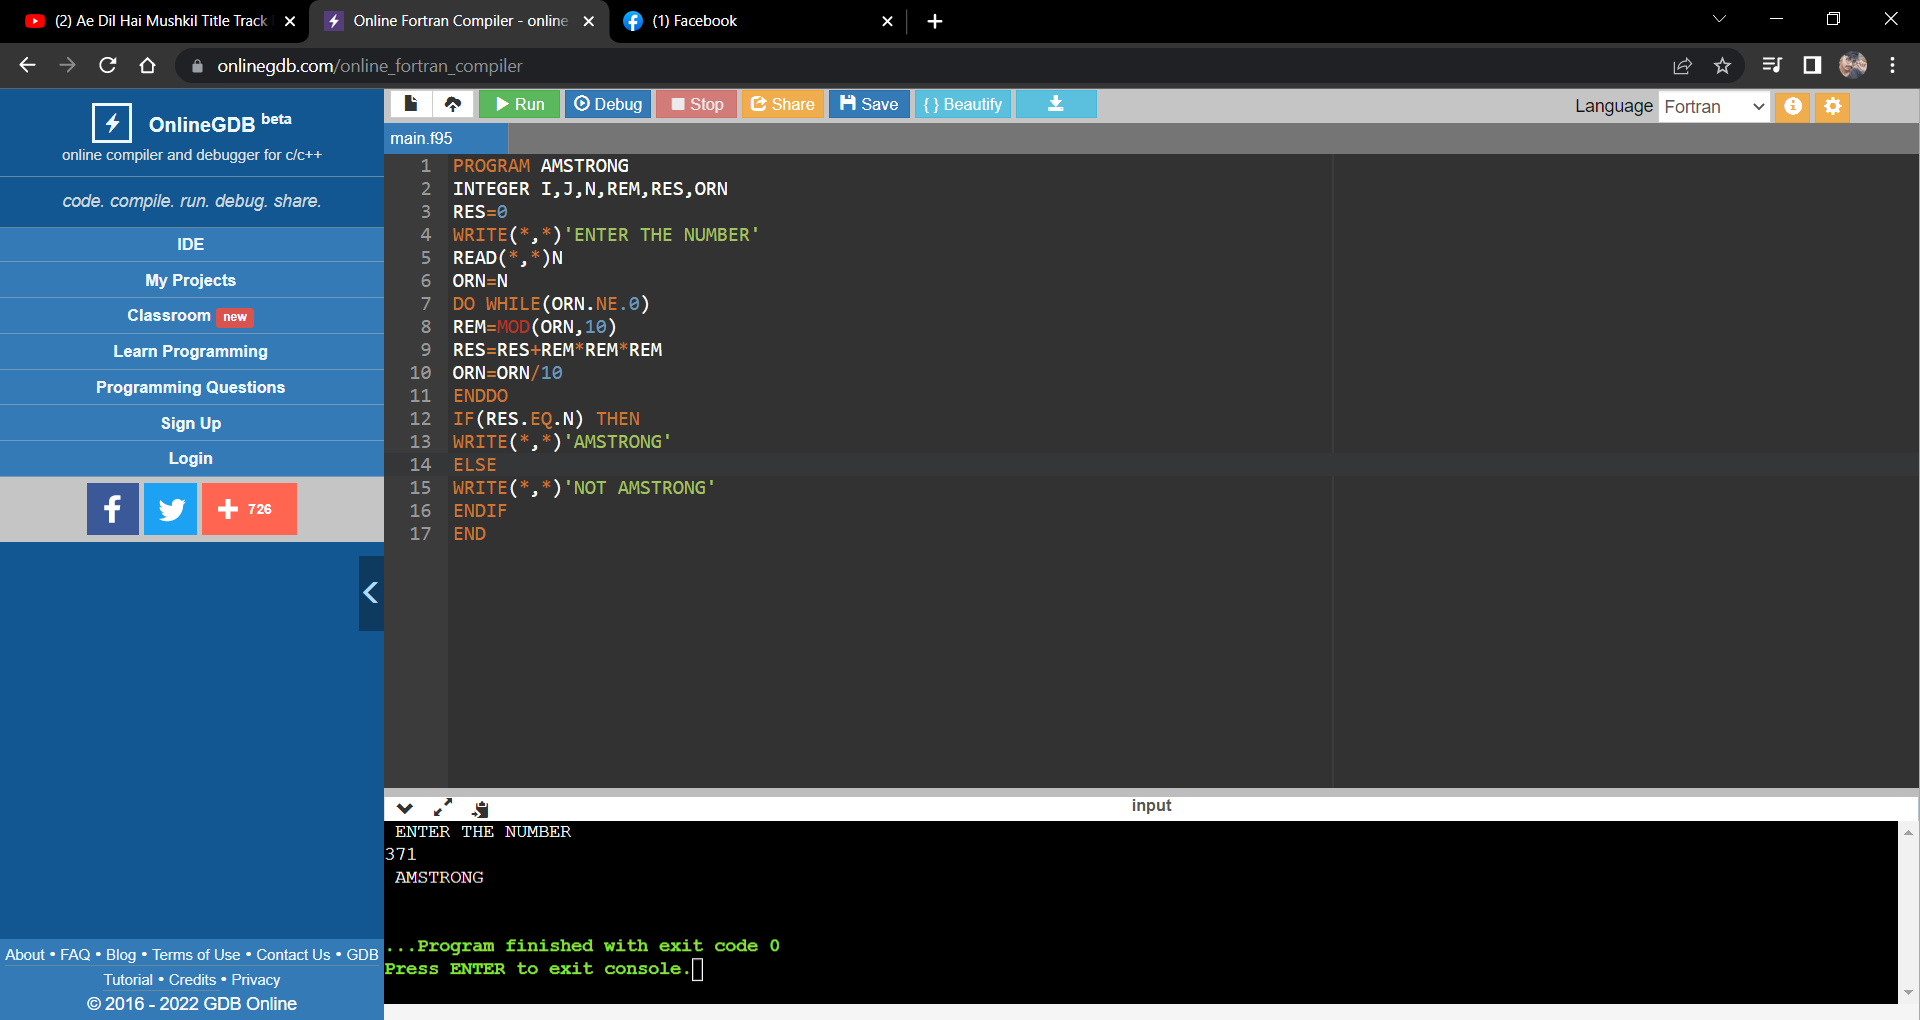 (2) Ae Dil Hai Mushkil Title Track
Online Fortran Compiler - online
(1) Facebook
onlinegdb.com/online_fortran_compiler
OnlineGDB beta
online compiler and debugger for c/c++
code. compile. run. debug. share.
IDE
My Projects
Classroom new
Learn Programming
Programming Questions
Sign Up
Login
726
About • FAQ • Blog • Terms of Use • Contact Us • GDB
Tutorial • Credits • Privacy
© 2016 - 2022 GDB Online
Run Debug Stop Share Save { } Beautify
Language Fortran
main.f95
1 PROGRAM AMSTRONG
2 INTEGER I,J,N,REM,RES,ORN
3 RES=0
4 WRITE(*,*)'ENTER THE NUMBER'
5 READ(*,*)N
6 ORN=N
7 DO WHILE(ORN.NE.0)
8 REM=MOD(ORN,10)
9 RES=RES+REM*REM*REM
10 ORN=ORN/10
11 ENDDO
12 IF(RES.EQ.N) THEN
13 WRITE(*,*)'AMSTRONG'
14 ELSE
15 WRITE(*,*)'NOT AMSTRONG'
16 ENDIF
17 END
input
ENTER THE NUMBER
371
AMSTRONG
...Program finished with exit code 0
Press ENTER to exit console.